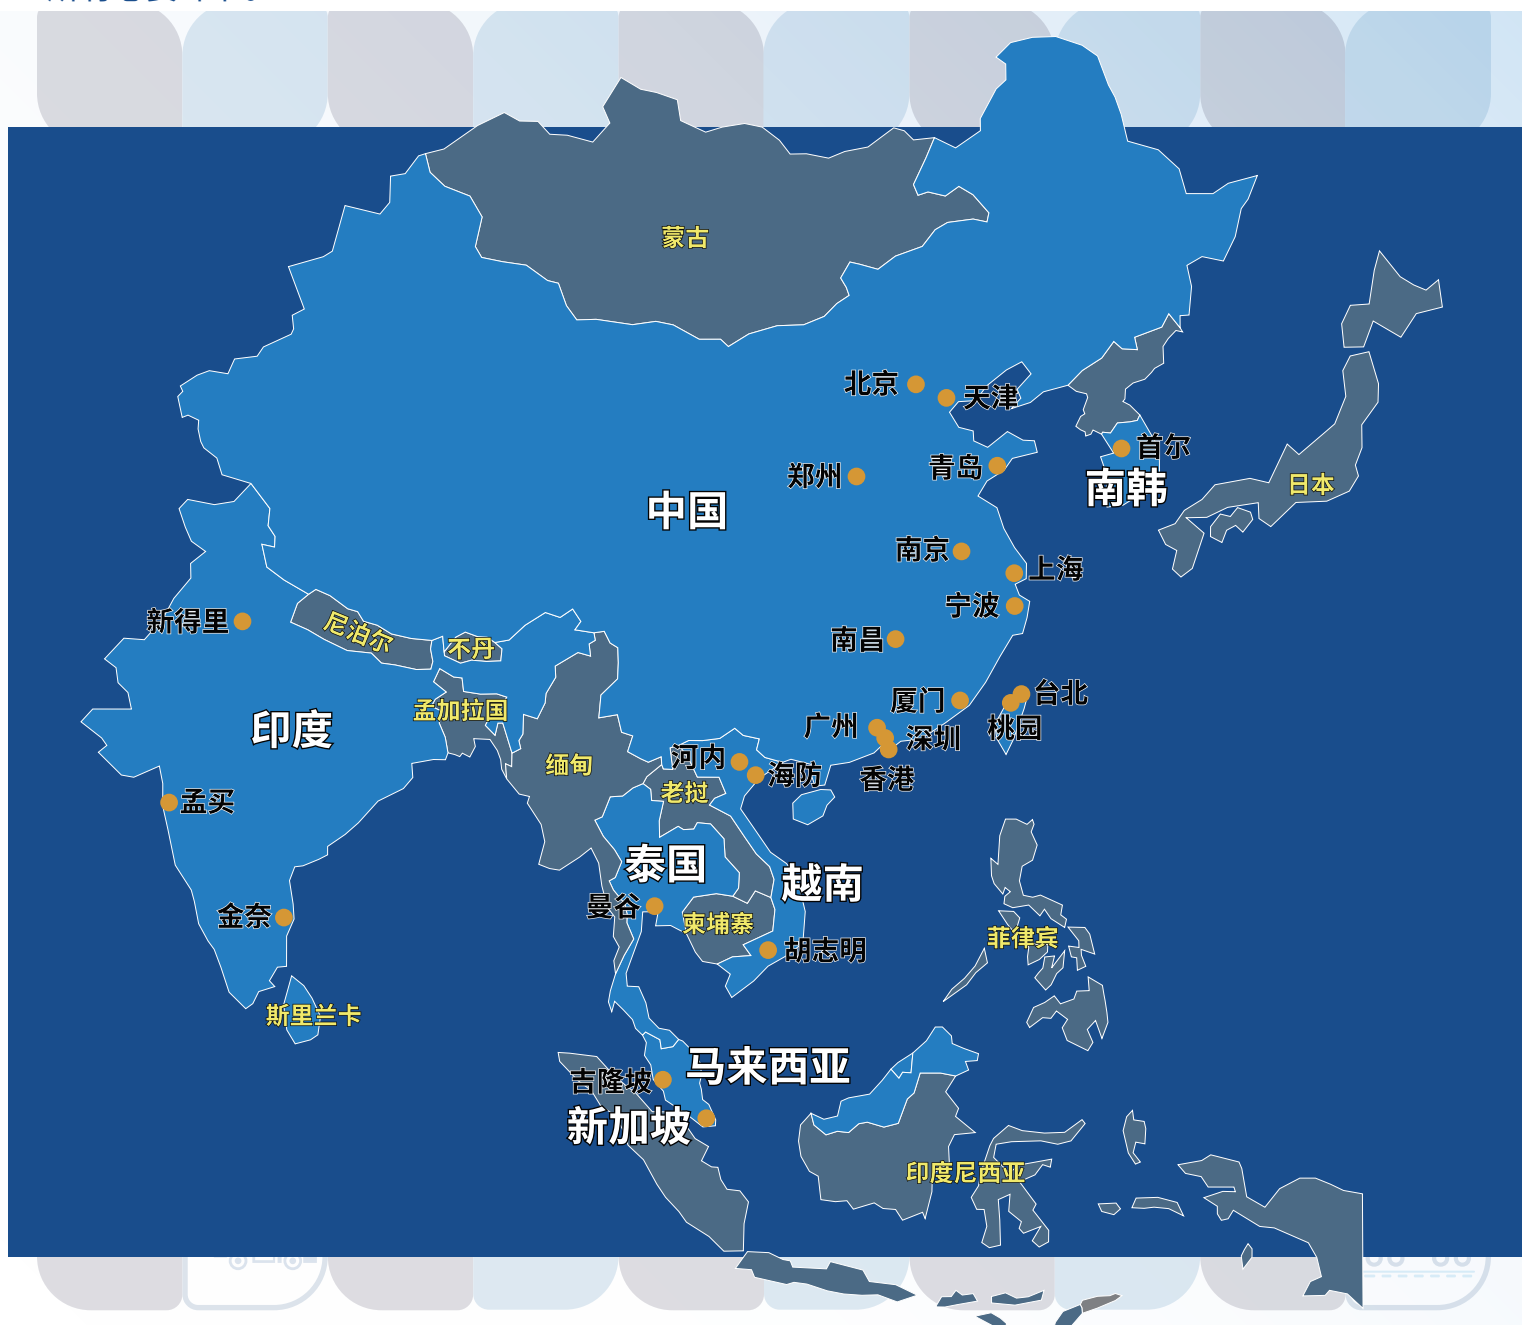 蒙古
北京
天津
首尔
青岛
郑州
南韩
日本
中国
南京
上海
宁波
新得里
尼泊尔
不丹
南昌
台北
厦门
孟加拉国
印度
广州
深圳
桃园
缅甸
河内
海防
香港
老挝
孟买
泰国
越南
曼谷
金奈
柬埔寨
菲律宾
胡志明
斯里兰卡
马来西亚
吉隆坡
新加坡
印度尼西亚